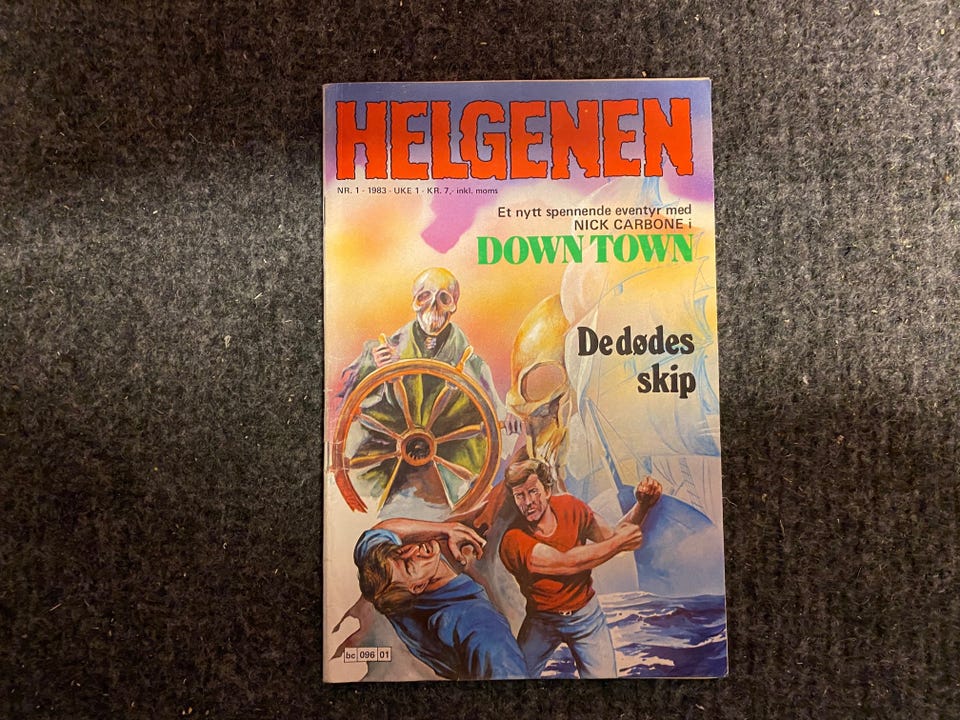 HELGENEN
NR. 1 - 1983 - UKE 1 - KR. 7,- inkl. moms
Et nytt spennende eventyr med
NICK CARBONE i
DOWN TOWN
De dødes
skip
bc 096 01